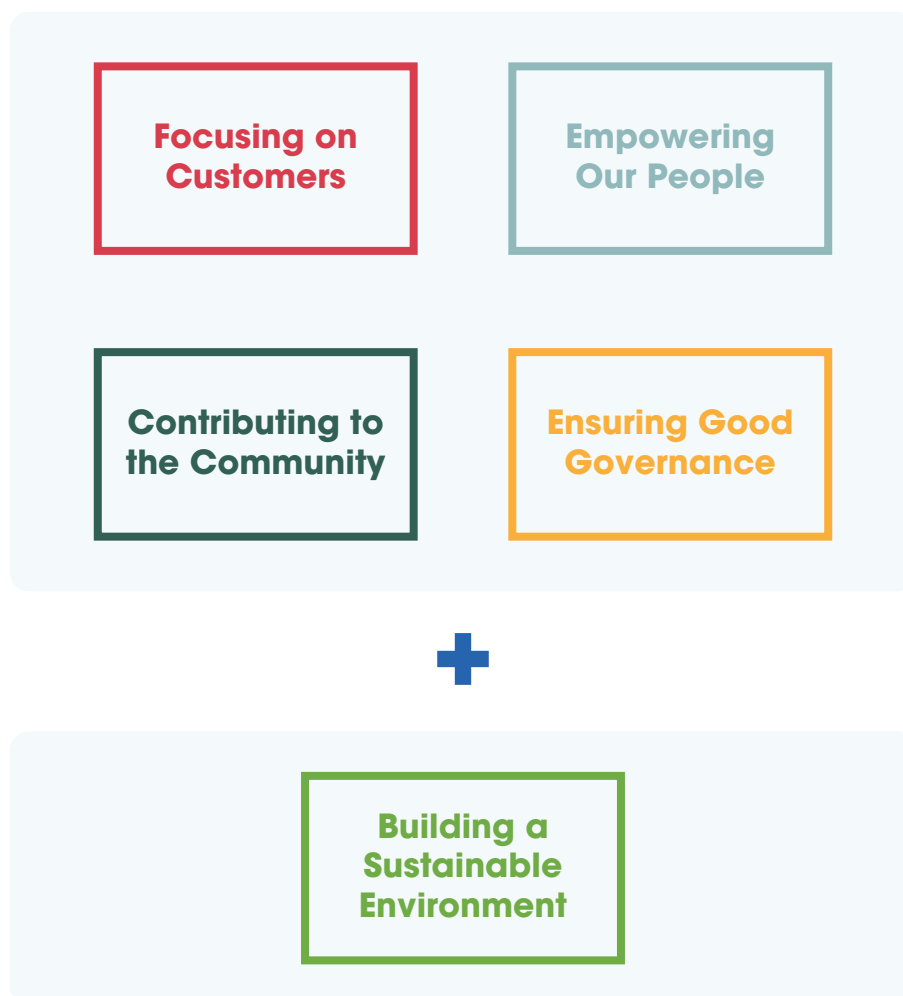 Focusing on
Customers
Empowering
Our People
Contributing to
the Community
Ensuring Good
Governance
Building a
Sustainable
Environment